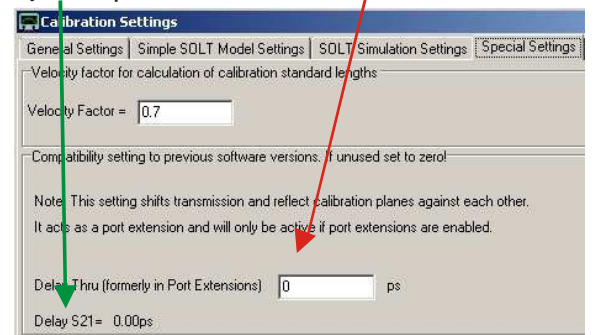 Calibration Settings
General Settings Simple SOLT Model Settings SOLT Simulation Settings Special Settings
Velocity factor for calculation of calibration standard lengths
Velocity Factor = 0.7
Compatibility setting to previous software versions. If unused set to zero!
Note: This setting shifts transmission and reflect calibration planes against each other.
It acts as a port extension and will only be active if port extensions are enabled.
Delay Thru (formerly in Port Extensions) 0 ps
Delay S21= 0.00ps